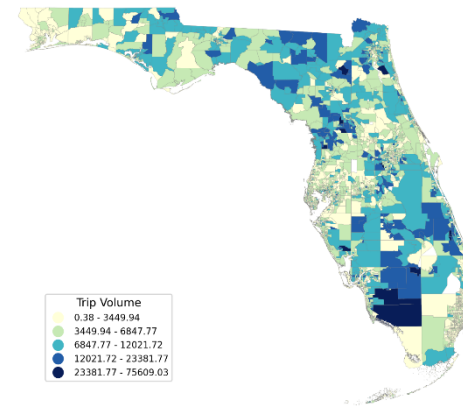 Trip Volume
0.38 - 3449.94
3449.94 - 6847.77
6847.77 - 12021.72
12021.72 - 23381.77
23381.77 - 75609.03